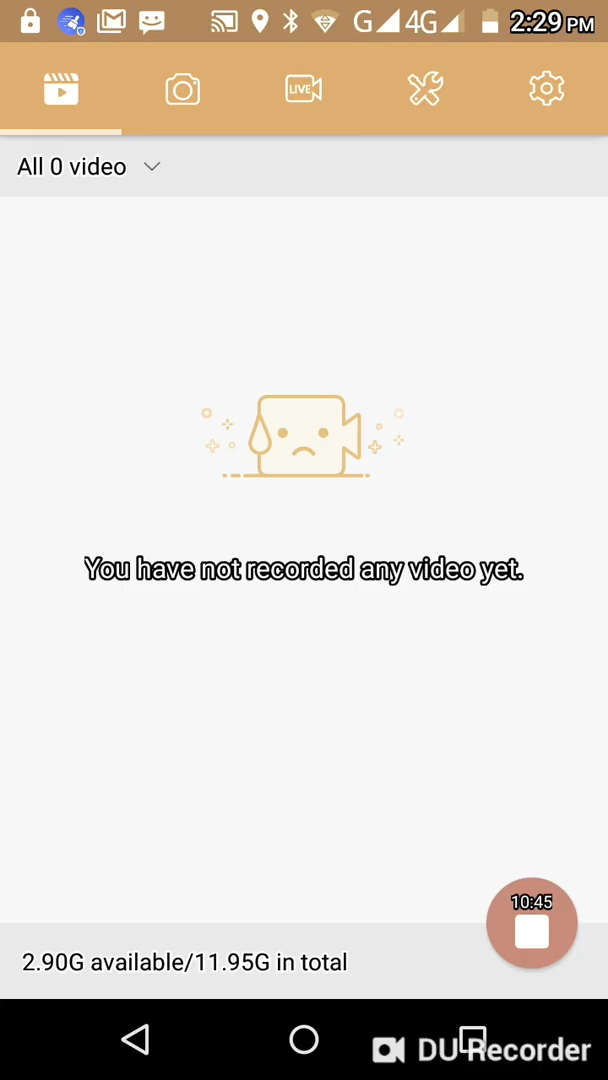 G 4G 2:29 PM
LIVE
All 0 video
You have not recorded any video yet.
10:45
2.90G available/11.95G in total
DU Recorder